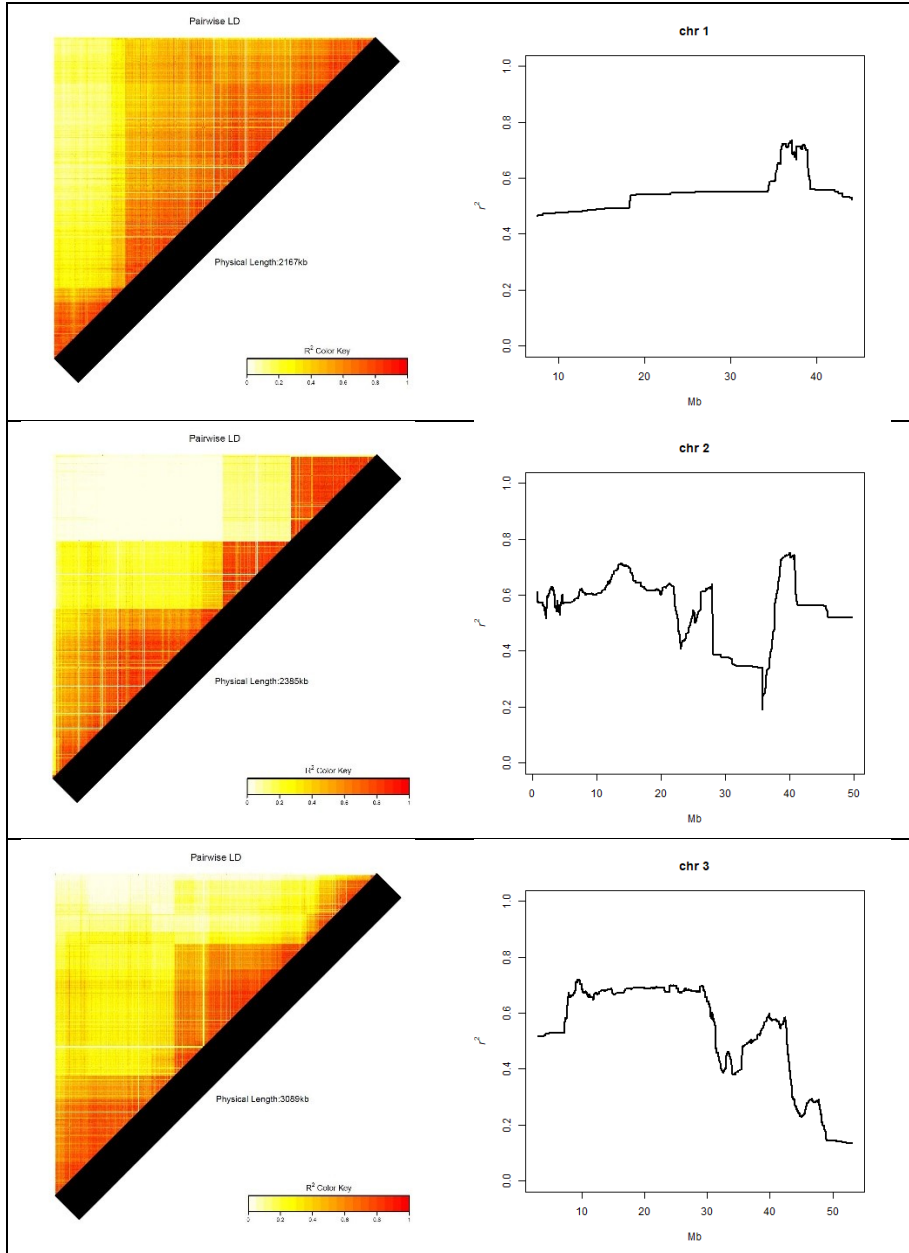 Pairwise LD
Physical Length:2167kb
R² Color Key
0 0.2 0.4 0.6 0.8 1
chr 1
1.0
0.8
0.6
0.4
0.2
0.0
r²
10 20 30 40
Mb
Pairwise LD
Physical Length:2385kb
R² Color Key
0 0.2 0.4 0.6 0.8 1
chr 2
1.0
0.8
0.6
0.4
0.2
0.0
r²
0 10 20 30 40 50
Mb
Pairwise LD
Physical Length:3089kb
R² Color Key
0 0.2 0.4 0.6 0.8 1
chr 3
1.0
0.8
0.6
0.4
0.2
0.0
r²
10 20 30 40 50
Mb